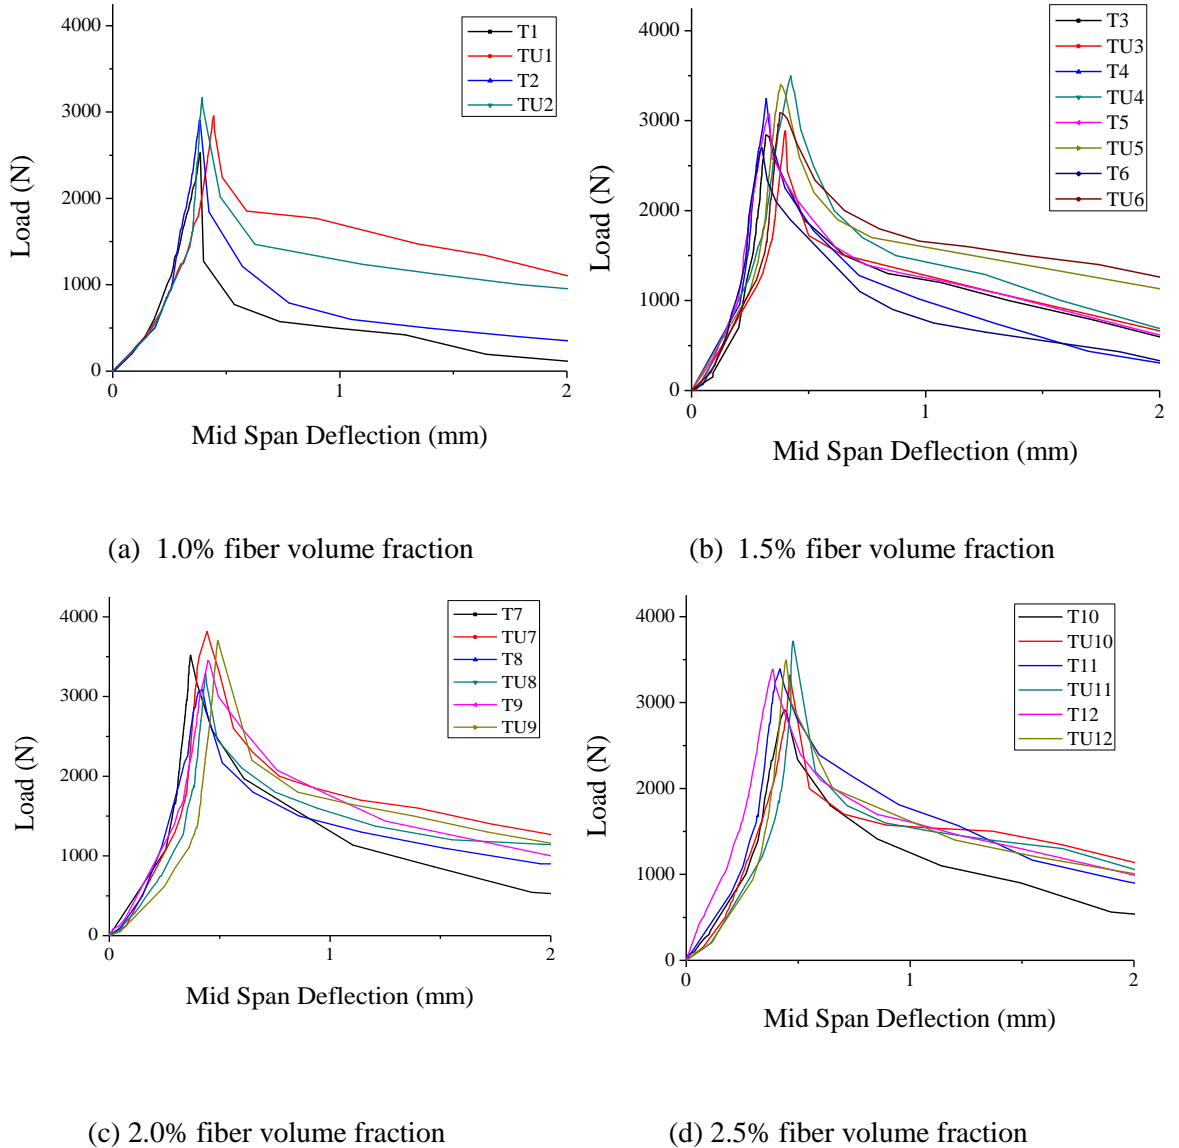 4000
3000
2000
1000
0
0
1
2
Load (N)
Mid Span Deflection (mm)
T1
TU1
T2
TU2
(a) 1.0% fiber volume fraction
4000
3000
2000
1000
0
0
1
2
Load (N)
Mid Span Deflection (mm)
T3
TU3
T4
TU4
T5
TU5
T6
TU6
(b) 1.5% fiber volume fraction
4000
3000
2000
1000
0
0
1
2
Load (N)
Mid Span Deflection (mm)
T7
TU7
T8
TU8
T9
TU9
(c) 2.0% fiber volume fraction
4000
3000
2000
1000
0
0
1
2
Load (N)
Mid Span Deflection (mm)
T10
TU10
T11
TU11
T12
TU12
(d) 2.5% fiber volume fraction